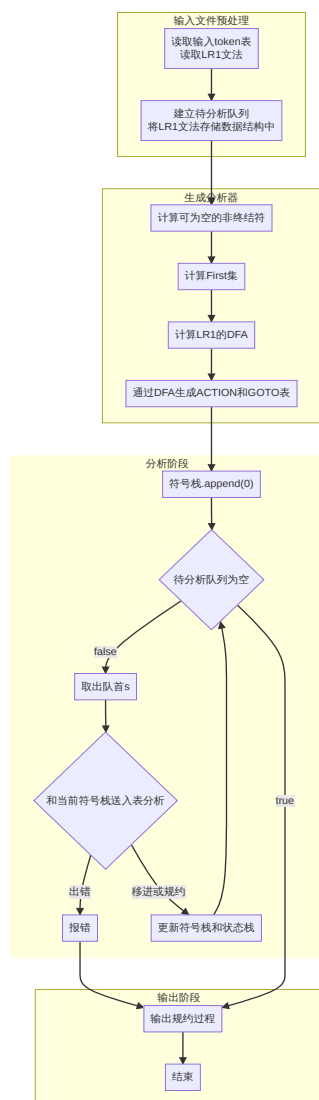 输入文件预处理
读取输入token表
读取LR1文法
建立待分析队列
将LR1文法存储数据结构中
生成分析器
计算可为空的非终结符
计算First集
计算LR1的DFA
通过DFA生成ACTION和GOTO表
分析阶段
符号栈.append(0)
待分析队列为空
false
取出队首s
true
和当前符号栈送入表分析
出错
移进或规约
报错
更新符号栈和状态栈
输出阶段
输出规约过程
结束